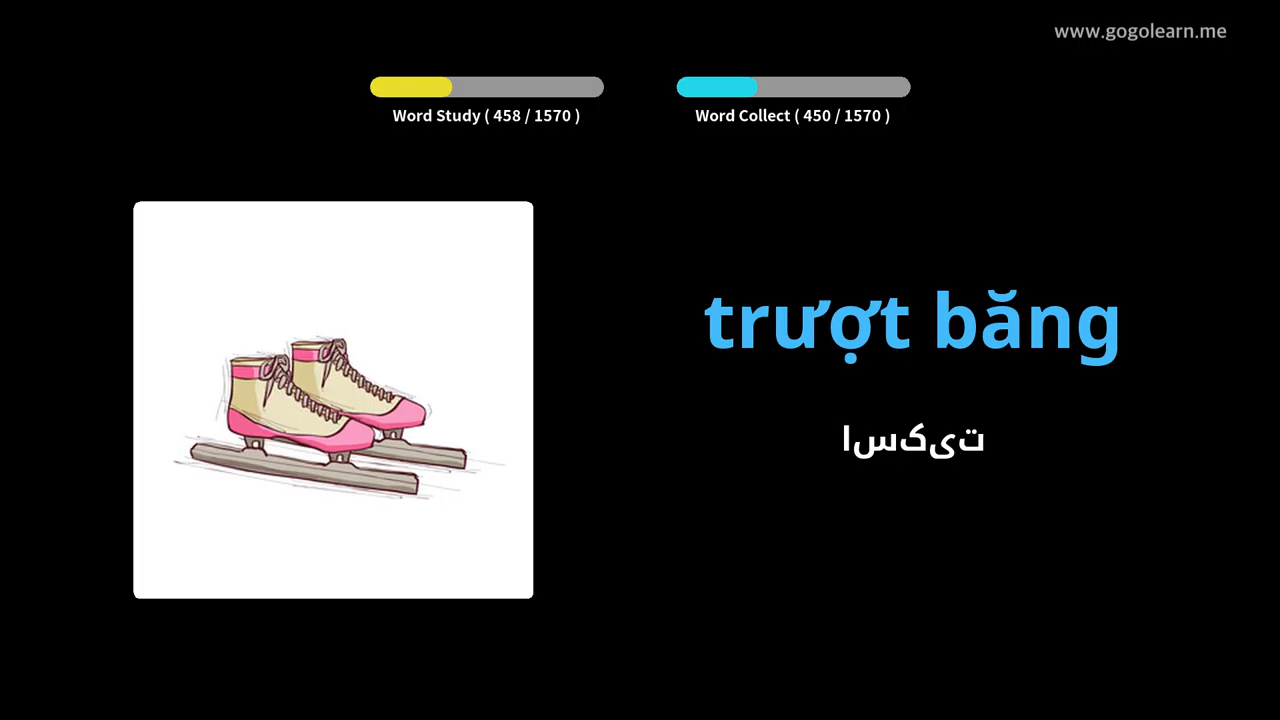 www.gogolearn.me
Word Study ( 458 / 1570 )
Word Collect ( 450 / 1570 )
trượt băng
اسکیت